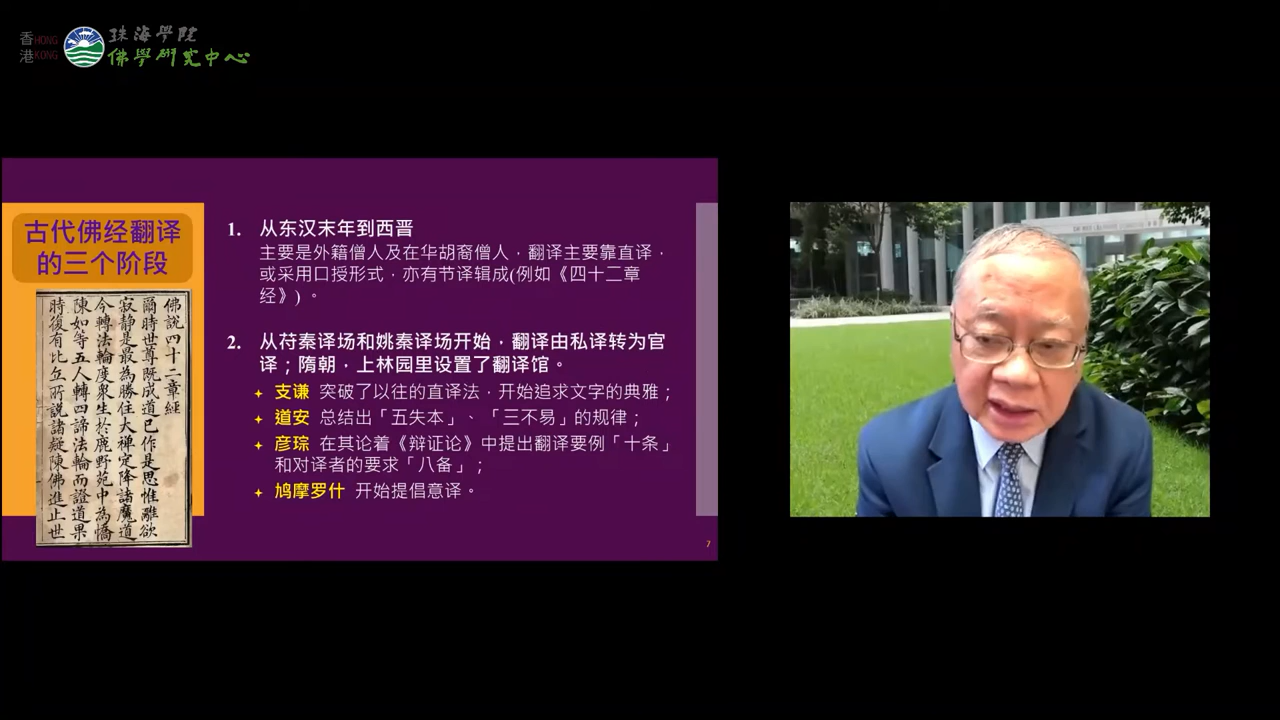 香 HONG
港 KONG
珠海學院
佛學研究中心
古代佛经翻译
的三个阶段
佛説四十二章經
爾時世尊既成道已作是思惟離欲
寂静是最為勝住大禅定降諸魔道
今轉法輪度衆生於鹿野苑中為憍
陳如等五人轉四諦法輪而證道果
時復有比丘所説諸疑陳佛進止世
1. 从东汉末年到西晋
主要是外籍僧人及在华胡裔僧人，翻译主要靠直译，
或采用口授形式，亦有节译辑成(例如《四十二章
经》) 。
2. 从苻秦译场和姚秦译场开始，翻译由私译转为官
译；隋朝，上林园里设置了翻译馆。
支谦 突破了以往的直译法，开始追求文字的典雅；
道安 总结出「五失本」、「三不易」的规律；
彦琮 在其论着《辩证论》中提出翻译要例「十条」
和对译者的要求「八备」；
鸠摩罗什 开始提倡意译。
7